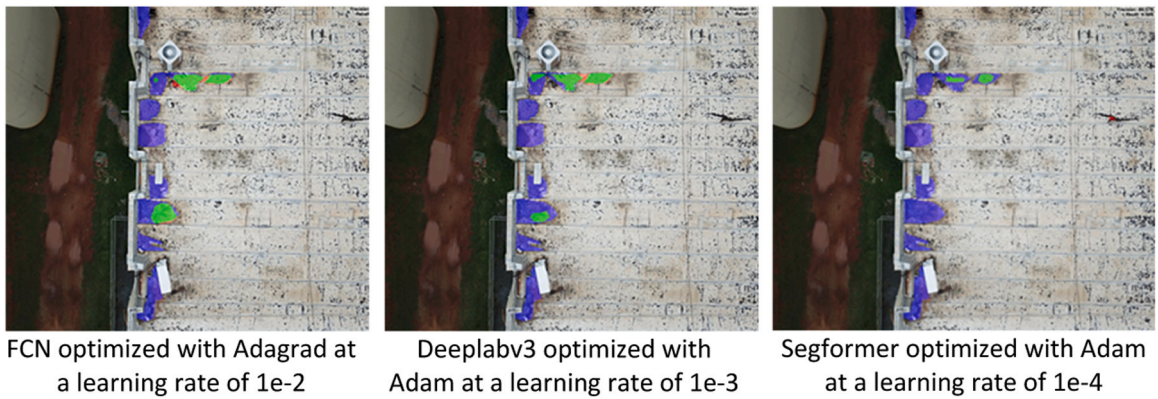 FCN optimized with Adagrad at
a learning rate of 1e-2
Deeplabv3 optimized with
Adam at a learning rate of 1e-3
Segformer optimized with Adam
at a learning rate of 1e-4